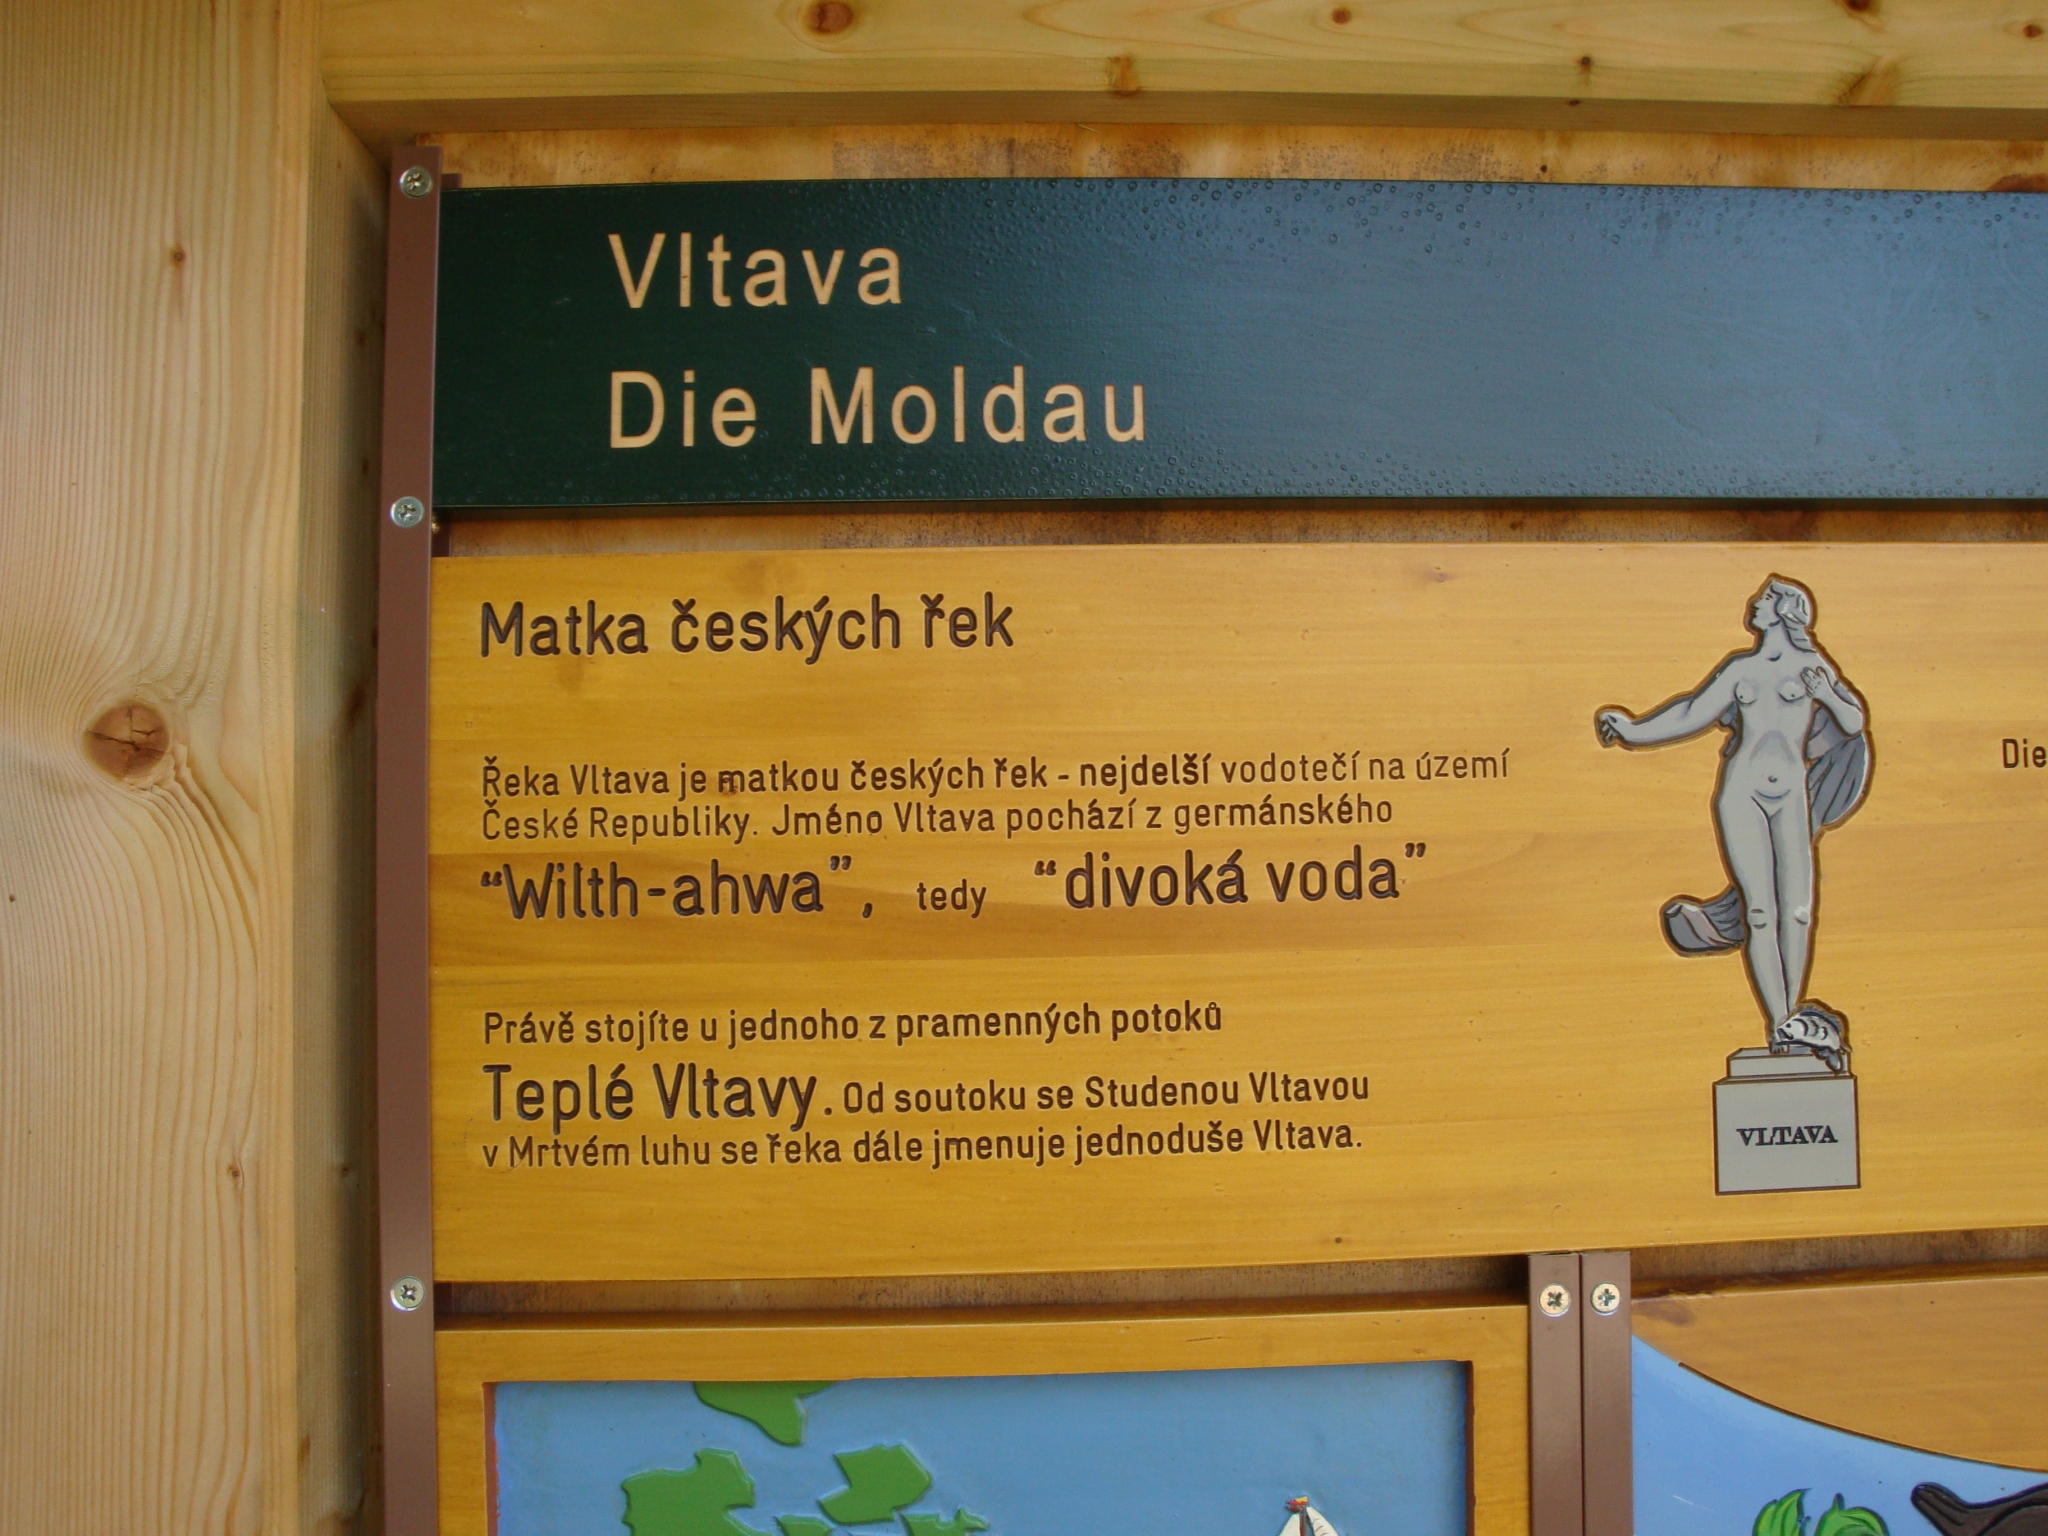 Vltava
Die Moldau
Matka českých řek
Řeka Vltava je matkou českých řek - nejdelší vodotečí na území
České Republiky. Jméno Vltava pochází z germánského
“Wilth-ahwa”, tedy “divoká voda”
Právě stojíte u jednoho z pramenných potoků
Teplé Vltavy. Od soutoku se Studenou Vltavou
v Mrtvém luhu se řeka dále jmenuje jednoduše Vltava.
VLTAVA
Die